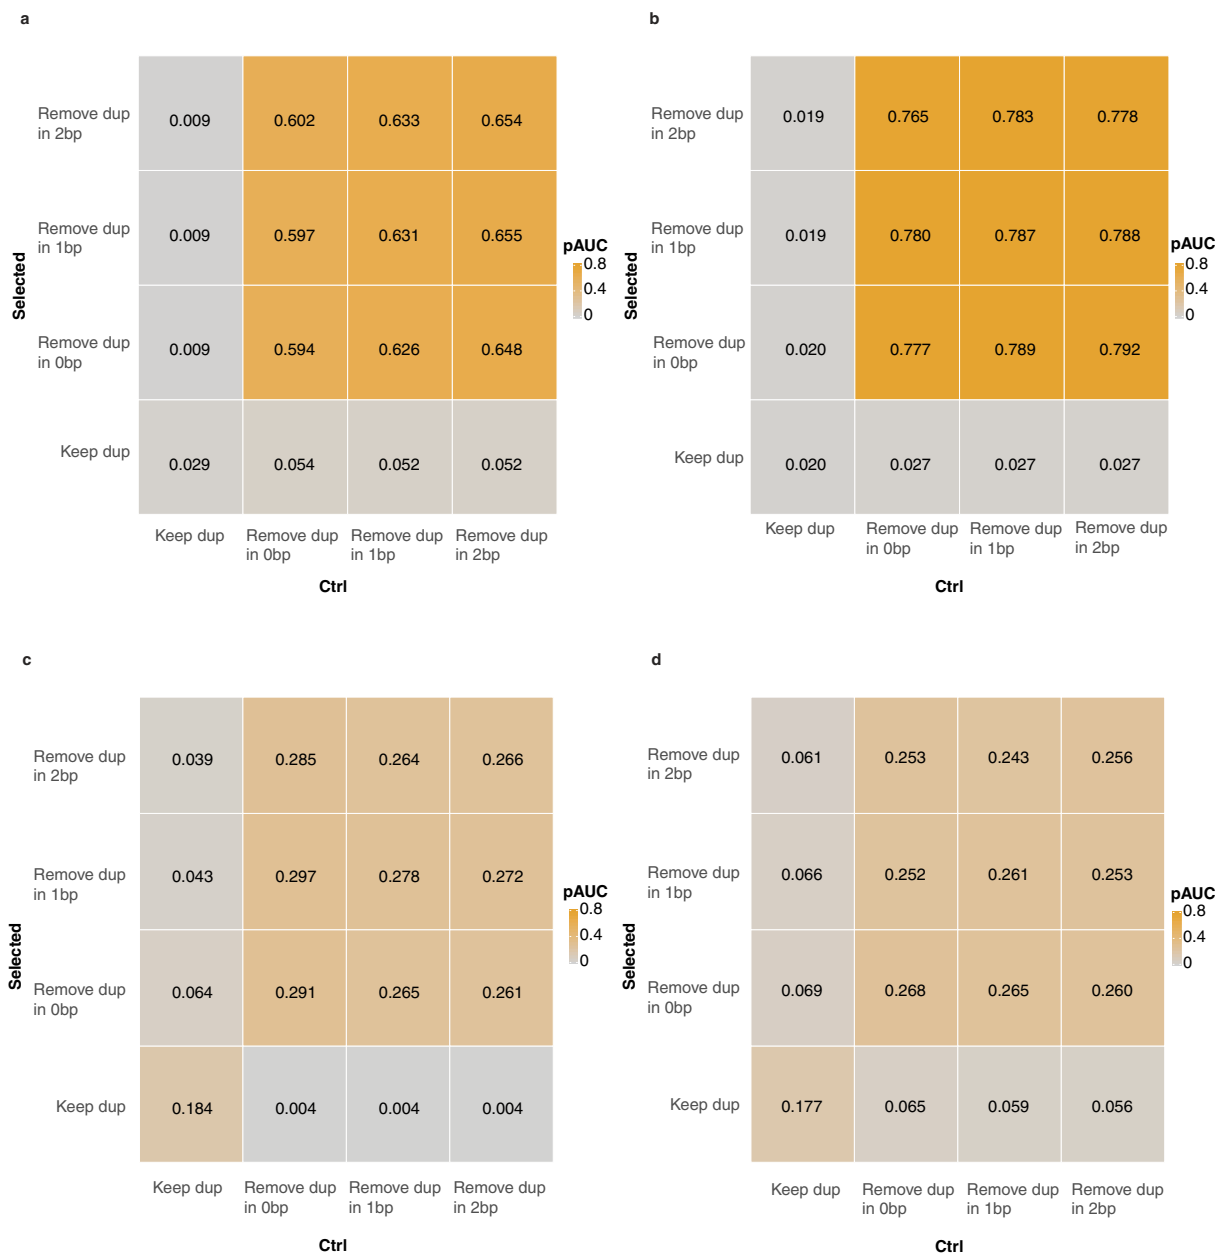 a
Remove dup
in 2bp
0.009
0.602
0.633
0.654
Remove dup
in 1bp
0.009
0.597
0.631
0.655
Remove dup
in 0bp
0.009
0.594
0.626
0.648
Keep dup
0.029
0.054
0.052
0.052
Selected
Keep dup
Remove dup
in 0bp
Remove dup
in 1bp
Remove dup
in 2bp
Ctrl
pAUC
0.8
0.4
0
b
Remove dup
in 2bp
0.019
0.765
0.783
0.778
Remove dup
in 1bp
0.019
0.780
0.787
0.788
Remove dup
in 0bp
0.020
0.777
0.789
0.792
Keep dup
0.020
0.027
0.027
0.027
Selected
Keep dup
Remove dup
in 0bp
Remove dup
in 1bp
Remove dup
in 2bp
Ctrl
pAUC
0.8
0.4
0
c
Remove dup
in 2bp
0.039
0.285
0.264
0.266
Remove dup
in 1bp
0.043
0.297
0.278
0.272
Remove dup
in 0bp
0.064
0.291
0.265
0.261
Keep dup
0.184
0.004
0.004
0.004
Selected
Keep dup
Remove dup
in 0bp
Remove dup
in 1bp
Remove dup
in 2bp
Ctrl
pAUC
0.8
0.4
0
d
Remove dup
in 2bp
0.061
0.253
0.243
0.256
Remove dup
in 1bp
0.066
0.252
0.261
0.253
Remove dup
in 0bp
0.069
0.268
0.265
0.260
Keep dup
0.177
0.065
0.059
0.056
Selected
Keep dup
Remove dup
in 0bp
Remove dup
in 1bp
Remove dup
in 2bp
Ctrl
pAUC
0.8
0.4
0